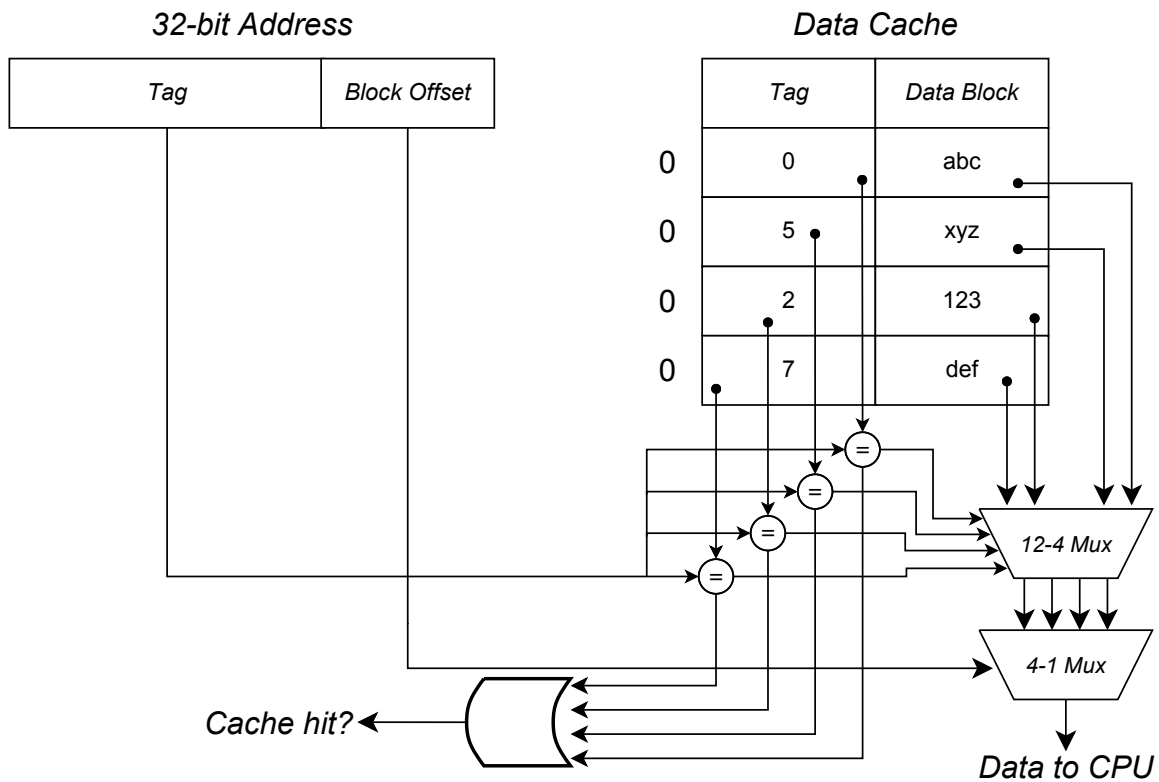 32-bit Address
Data Cache
Tag Block Offset
Tag Data Block
0 0 abc
0 5 xyz
0 2 123
0 7 def
=
=
=
=
12-4 Mux
4-1 Mux
Cache hit?
Data to CPU